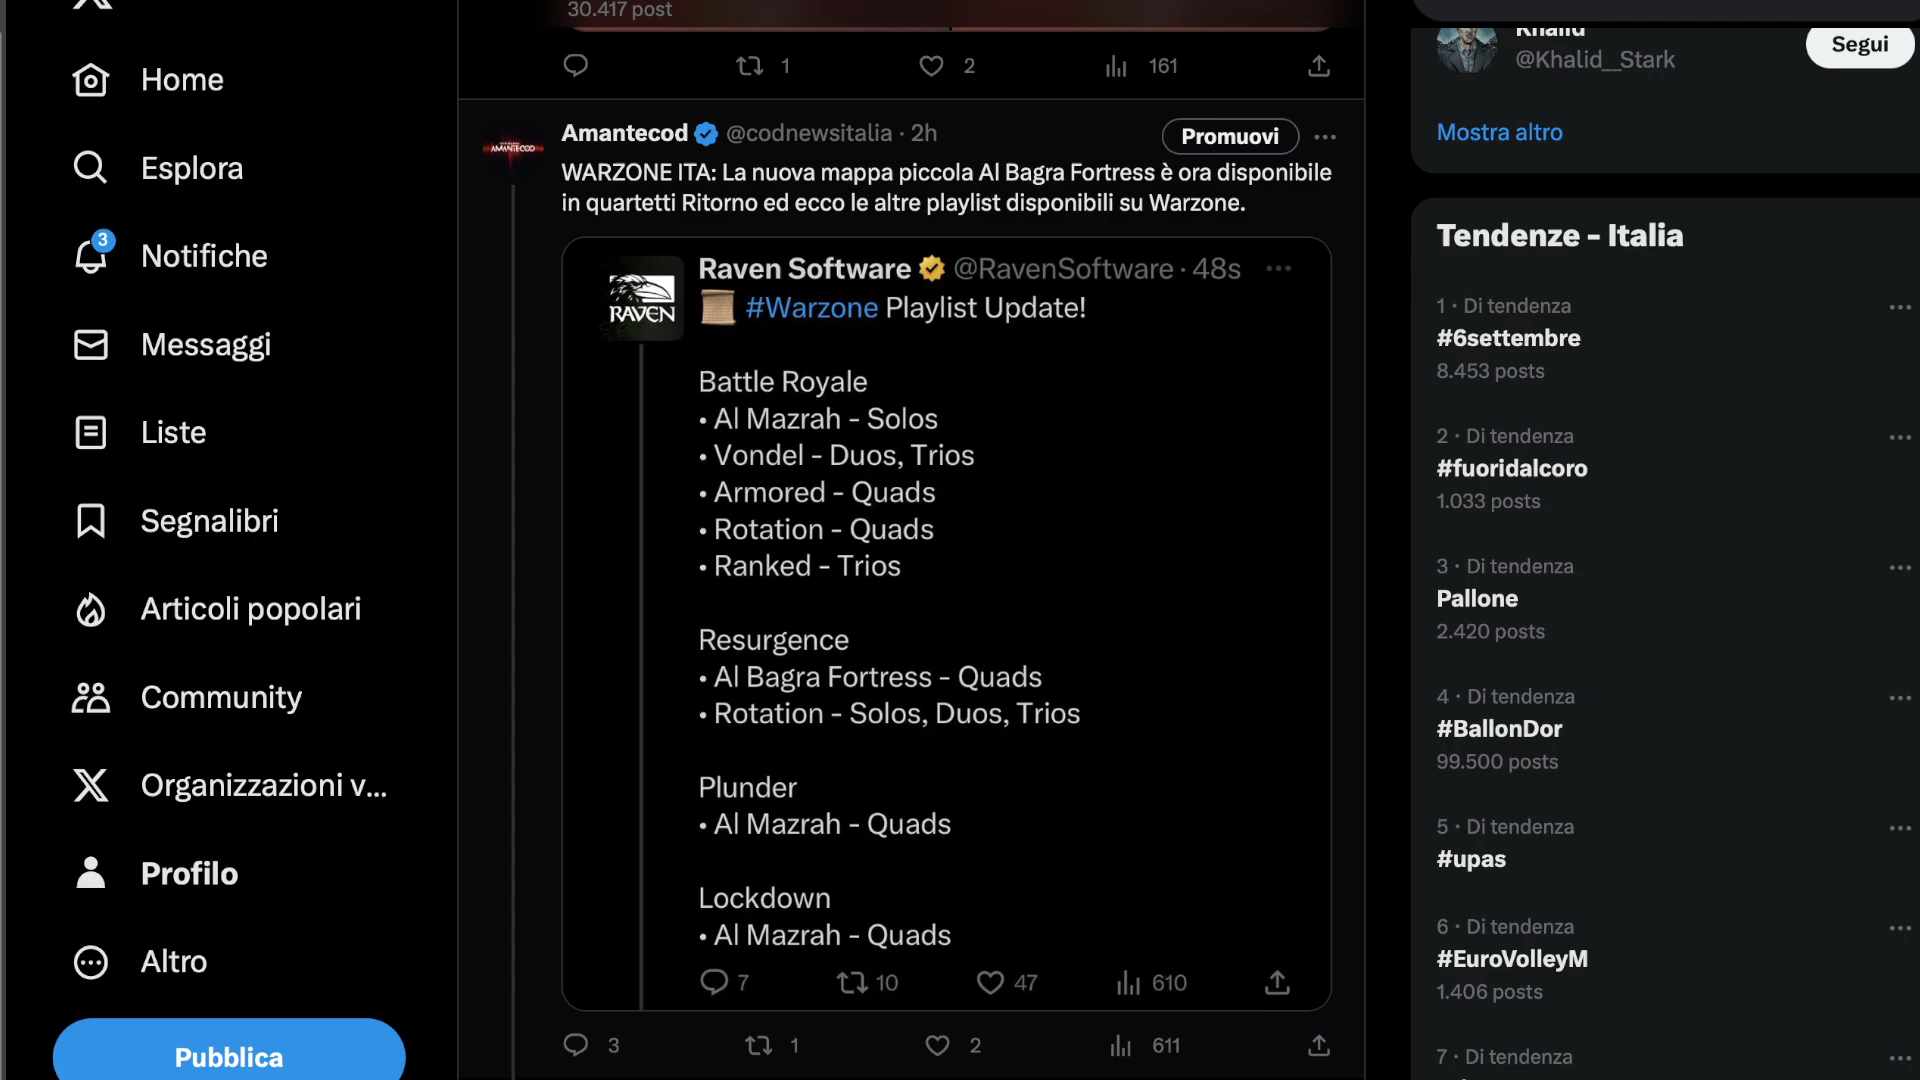 Home
Esplora
3
Notifiche
Messaggi
Liste
Segnalibri
Articoli popolari
Community
Organizzazioni v...
Profilo
Altro
Pubblica
30.417 post
1
2
161
Amantecod @codnewsitalia · 2h
Promuovi
AMANTECOD
WARZONE ITA: La nuova mappa piccola Al Bagra Fortress è ora disponibile
in quartetti Ritorno ed ecco le altre playlist disponibili su Warzone.
Raven Software @RavenSoftware · 48s
RAVEN
#Warzone Playlist Update!
Battle Royale
• Al Mazrah - Solos
• Vondel - Duos, Trios
• Armored - Quads
• Rotation - Quads
• Ranked - Trios
Resurgence
• Al Bagra Fortress - Quads
• Rotation - Solos, Duos, Trios
Plunder
• Al Mazrah - Quads
Lockdown
• Al Mazrah - Quads
7
10
47
610
3
1
2
611
Khalid
@Khalid__Stark
Segui
Mostra altro
Tendenze - Italia
1 · Di tendenza
#6settembre
8.453 posts
2 · Di tendenza
#fuoridalcoro
1.033 posts
3 · Di tendenza
Pallone
2.420 posts
4 · Di tendenza
#BallonDor
99.500 posts
5 · Di tendenza
#upas
6 · Di tendenza
#EuroVolleyM
1.406 posts
7 · Di tendenza